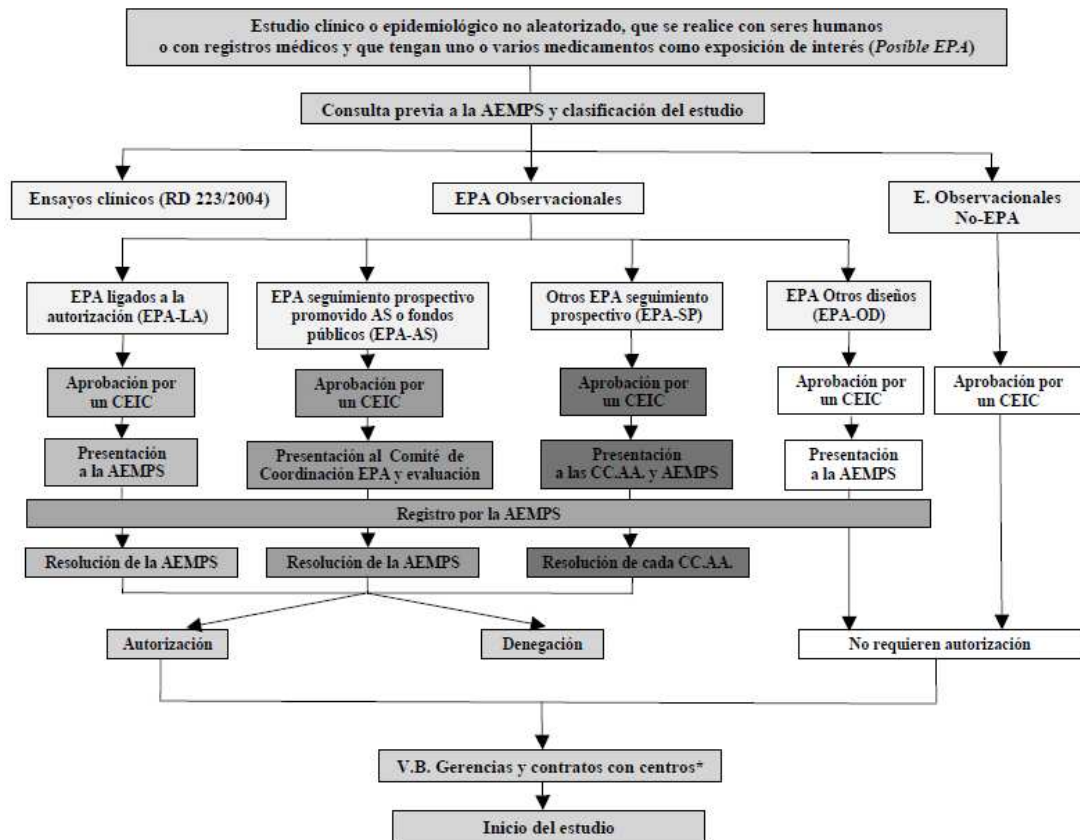 Estudio clínico o epidemiológico no aleatorizado, que se realice con seres humanos
o con registros médicos y que tengan uno o varios medicamentos como exposición de interés (Posible EPA)
Consulta previa a la AEMPS y clasificación del estudio
Ensayos clínicos (RD 223/2004)
EPA Observacionales
E. Observacionales
No-EPA
EPA ligados a la
autorización (EPA-LA)
EPA seguimiento prospectivo
promovido AS o fondos
públicos (EPA-AS)
Otros EPA seguimiento
prospectivo (EPA-SP)
EPA Otros diseños
(EPA-OD)
Aprobación por
un CEIC
Aprobación por
un CEIC
Aprobación por
un CEIC
Aprobación por
un CEIC
Aprobación por
un CEIC
Presentación
a la AEMPS
Presentación al Comité de
Coordinación EPA y evaluación
Presentación
a las CC.AA. y AEMPS
Presentación
a la AEMPS
Registro por la AEMPS
Resolución de la AEMPS
Resolución de la AEMPS
Resolución de cada CC.AA.
Autorización
Denegación
No requieren autorización
V.B. Gerencias y contratos con centros*
Inicio del estudio